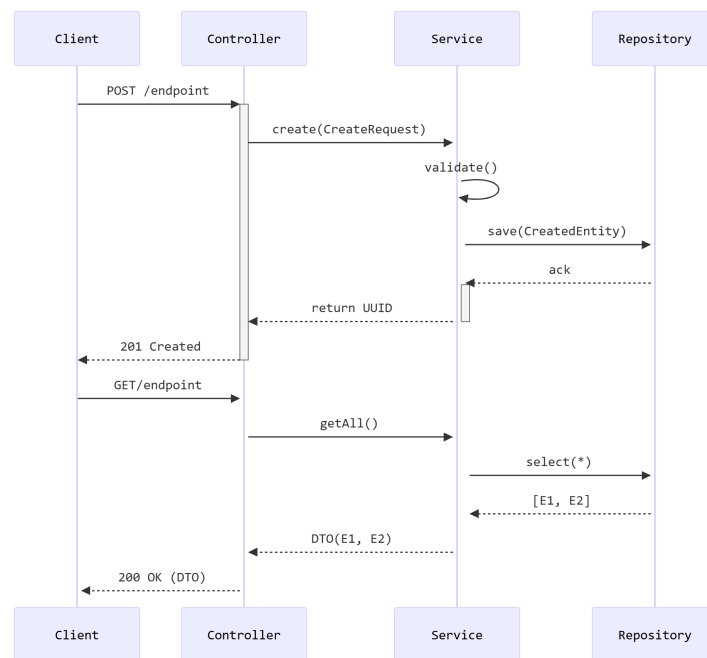 Client
Controller
Service
Repository
POST /endpoint
create(CreateRequest)
validate()
save(CreatedEntity)
ack
return UUID
201 Created
GET/endpoint
getAll()
select(*)
[E1, E2]
DTO(E1, E2)
200 OK (DTO)
Client
Controller
Service
Repository